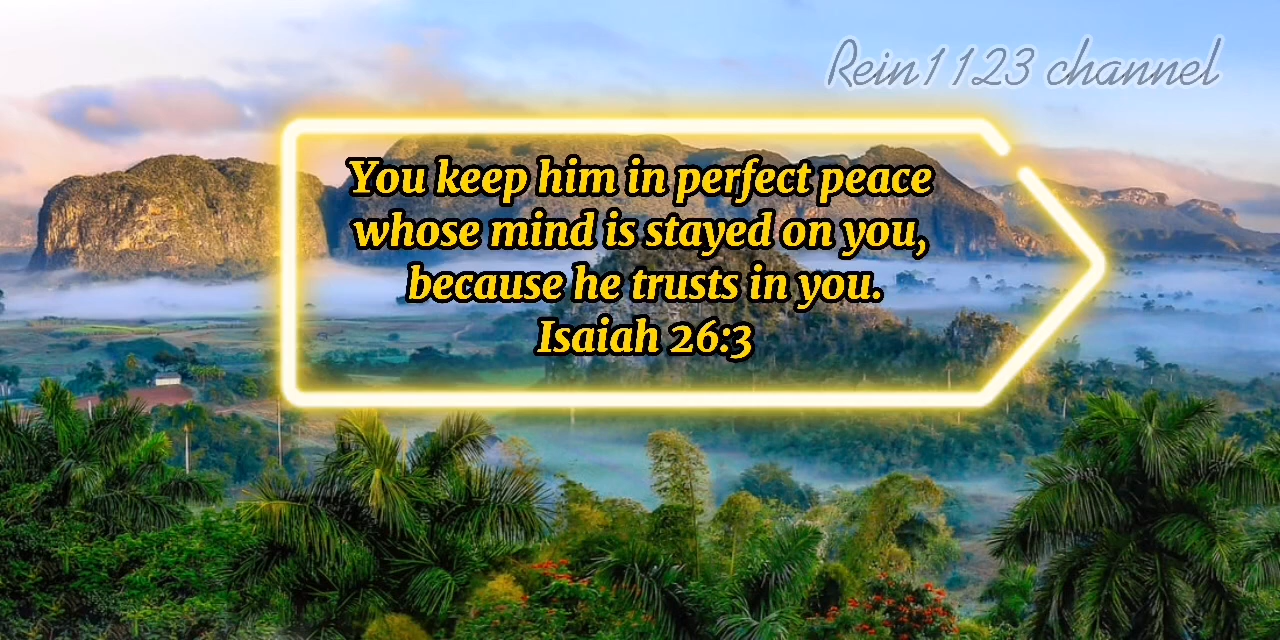 Rein1123 channel
You keep him in perfect peace
whose mind is stayed on you,
because he trusts in you.
Isaiah 26:3